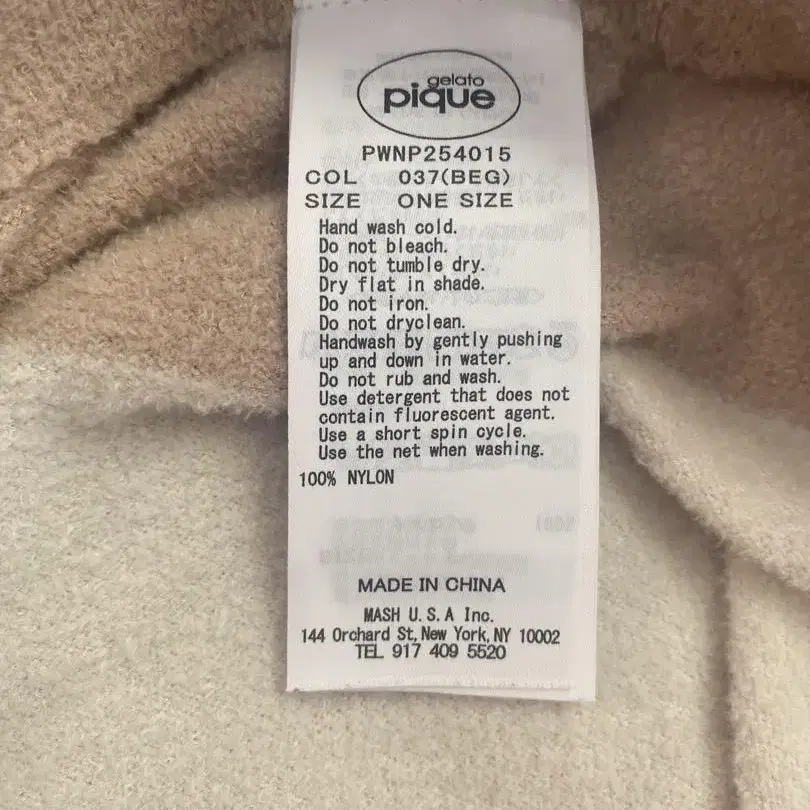 gelato
pique
PWNP254015
COL 037(BEG)
SIZE ONE SIZE
Hand wash cold.
Do not bleach.
Do not tumble dry.
Dry flat in shade.
Do not iron.
Do not dryclean.
Handwash by gently pushing
up and down in water.
Do not rub and wash.
Use detergent that does not
contain fluorescent agent.
Use a short spin cycle.
Use the net when washing.
100% NYLON
MADE IN CHINA
MASH U.S.A Inc.
144 Orchard St, New York, NY 10002
TEL 917 409 5520